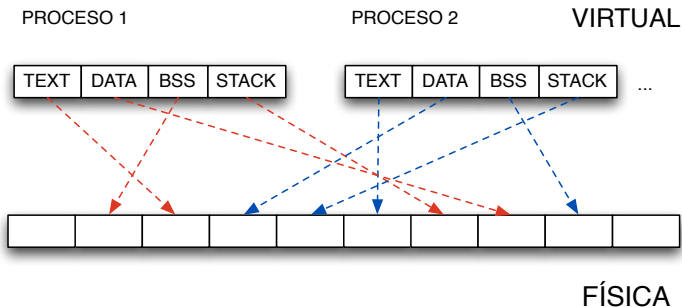 PROCESO 1 PROCESO 2 VIRTUAL
TEXT DATA BSS STACK TEXT DATA BSS STACK ...
FÍSICA